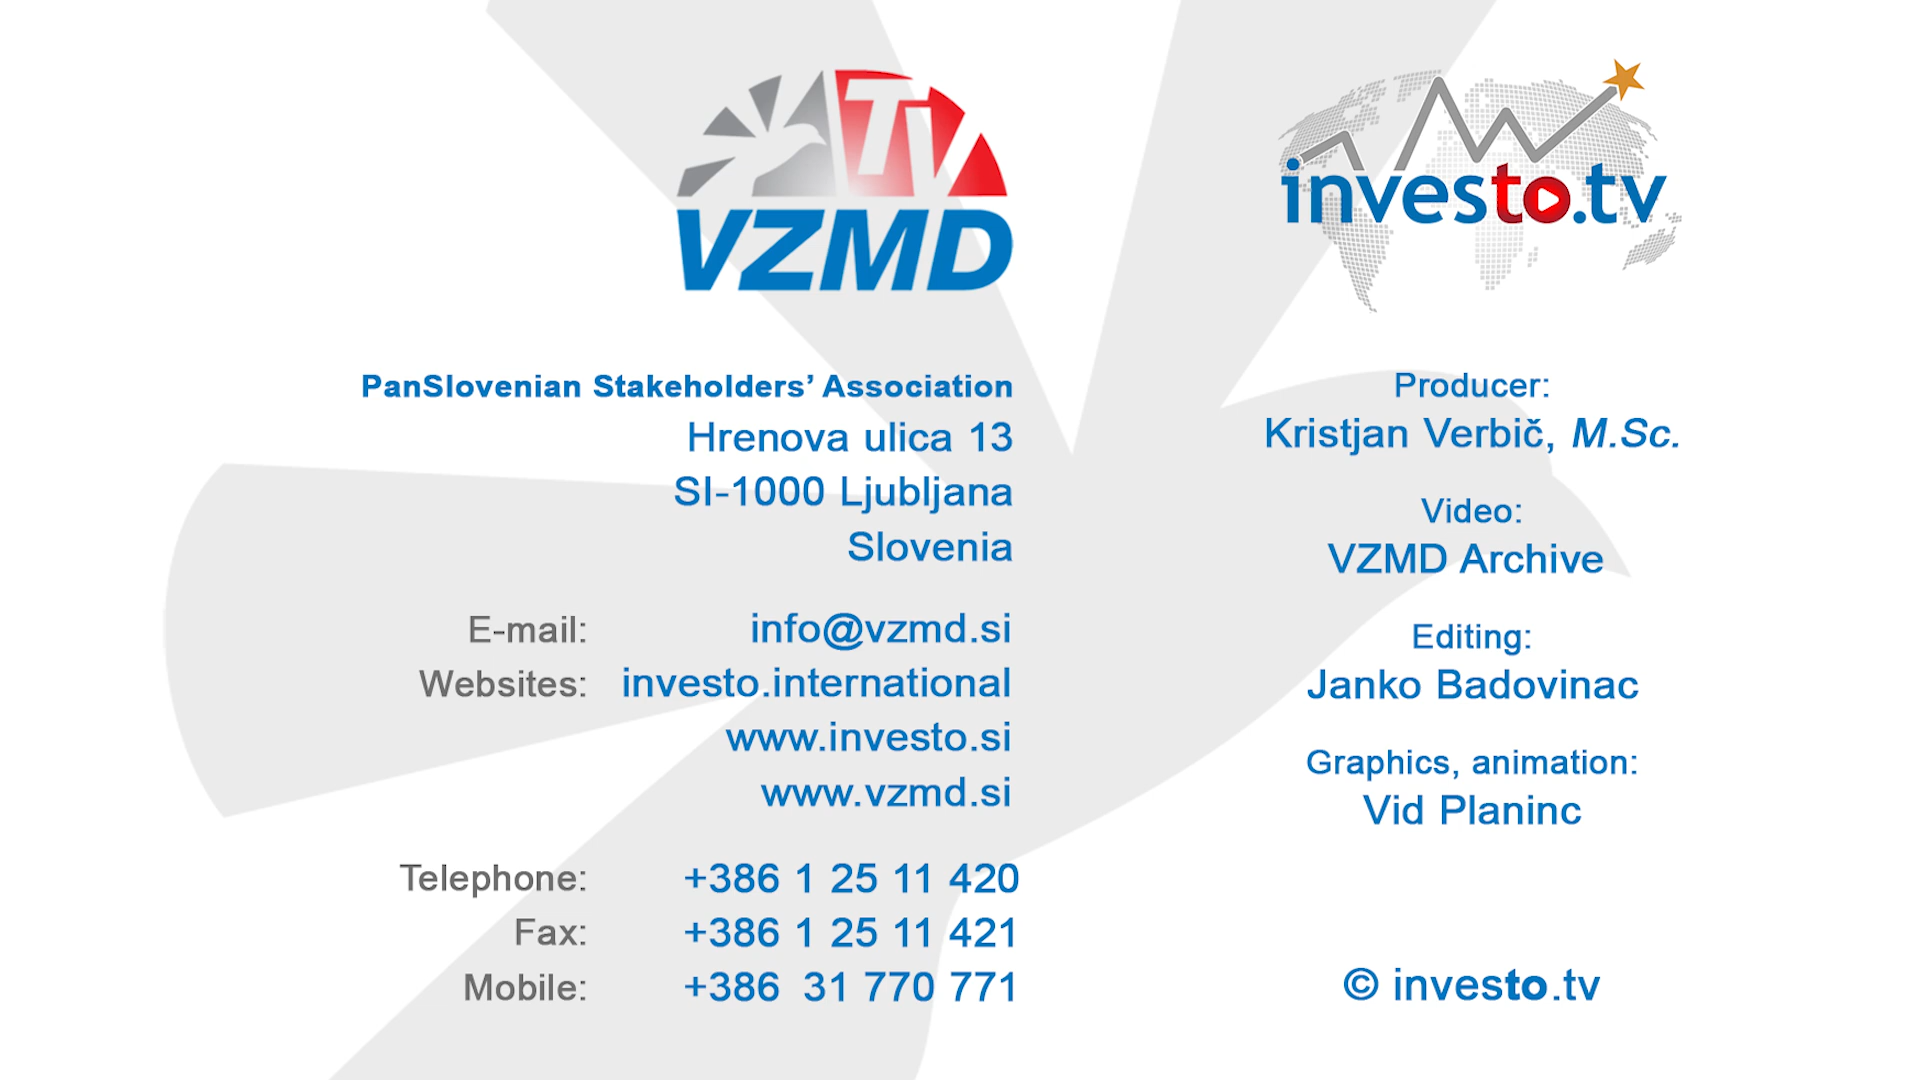 TV
VZMD
PanSlovenian Stakeholders’ Association
Hrenova ulica 13
SI-1000 Ljubljana
Slovenia
E-mail: info@vzmd.si
Websites: investo.international
www.investo.si
www.vzmd.si
Telephone: +386 1 25 11 420
Fax: +386 1 25 11 421
Mobile: +386 31 770 771
investo.tv
Producer:
Kristjan Verbič, M.Sc.
Video:
VZMD Archive
Editing:
Janko Badovinac
Graphics, animation:
Vid Planinc
© investo.tv